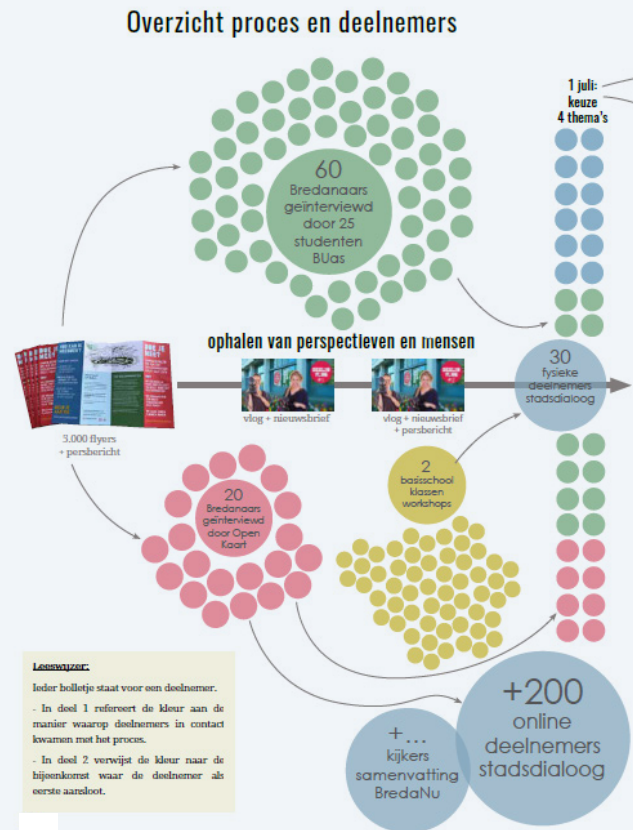 Overzicht proces en deelnemers
1 juli:
keuze
4 thema's
60
Bredanaars
geïnterviewd
door 25
studenten
BUas
ophalen van perspectieven en mensen
vlog + nieuwsbrief
vlog + nieuwsbrief
+ persbericht
30
fysieke
deelnemers
stadsdialoog
5.000 flyers
+ persbericht
20
Bredanaars
geïnterviewd
door Open
Kaart
2
basisschool
klassen
workshops
Leeswijzer:
Ieder bolletje staat voor een deelnemer.
- In deel 1 refereert de kleur aan de
manier waarop deelnemers in contact
kwamen met het proces.
- In deel 2 verwijst de kleur naar de
bijeenkomst waar de deelnemer als
eerste aansloot.
+200
online
deelnemers
stadsdialoog
+...
kijkers
samenvatting
BredaNu